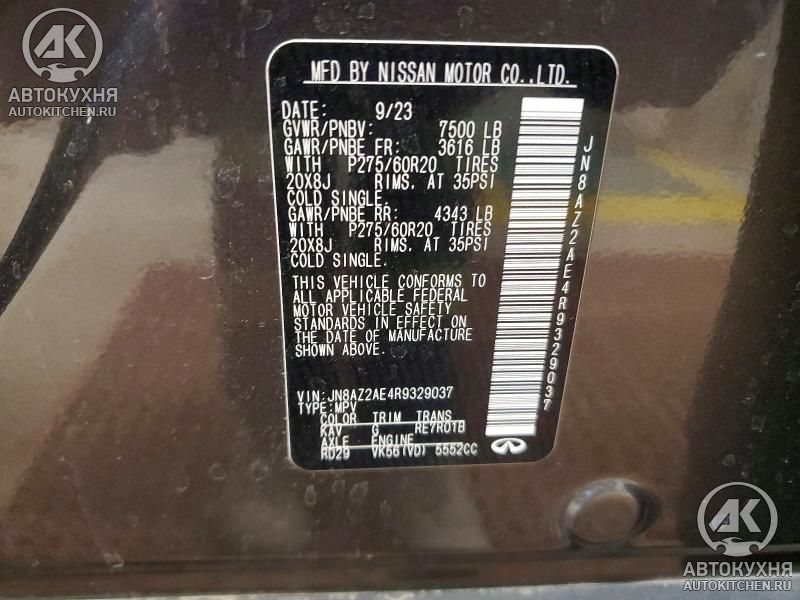 AK
АВТОКУХНЯ
AUTOKITCHEN.RU
MFD BY NISSAN MOTOR CO.,LTD.
DATE: 9/23
GVWR/PNBV: 7500 LB
GAWR/PNBE FR: 3616 LB
WITH P275/60R20 TIRES
20X8J RIMS. AT 35PSI
COLD SINGLE.
GAWR/PNBE RR: 4343 LB
WITH P275/60R20 TIRES
20X8J RIMS. AT 35PSI
COLD SINGLE.
THIS VEHICLE CONFORMS TO
ALL APPLICABLE FEDERAL
MOTOR VEHICLE SAFETY
STANDARDS IN EFFECT ON
THE DATE OF MANUFACTURE
SHOWN ABOVE.
VIN:JN8AZ2AE4R9329037
TYPE:MPV
COLOR TRIM TRANS
KAV G RE7R01B
AXLE ENGINE
RD29 VK56(VD) 5552CC
JN8AZ2AE4R9329037
AK
АВТОКУХНЯ
AUTOKITCHEN.RU